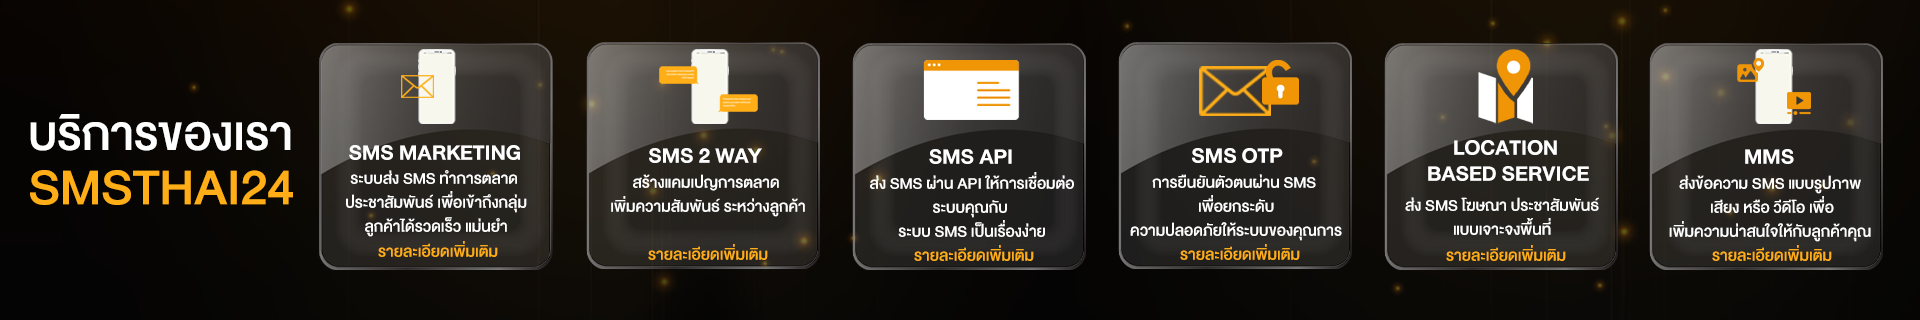 บริการของเรา
SMSTHAI24
SMS MARKETING
ระบบส่ง SMS ทำการตลาด
ประชาสัมพันธ์ เพื่อเข้าถึงกลุ่ม
ลูกค้าได้รวดเร็ว แม่นยำ
รายละเอียดเพิ่มเติม
SMS 2 WAY
สร้างแคมเปญการตลาด
เพิ่มความสัมพันธ์ ระหว่างลูกค้า
รายละเอียดเพิ่มเติม
SMS API
ส่ง SMS ผ่าน API ให้การเชื่อมต่อ
ระบบคุณกับ
ระบบ SMS เป็นเรื่องง่าย
รายละเอียดเพิ่มเติม
SMS OTP
การยืนยันตัวตนผ่าน SMS
เพื่อยกระดับ
ความปลอดภัยให้ระบบของคุณการ
รายละเอียดเพิ่มเติม
LOCATION
BASED SERVICE
ส่ง SMS โฆษณา ประชาสัมพันธ์
แบบเจาะจงพื้นที่
รายละเอียดเพิ่มเติม
MMS
ส่งข้อความ SMS แบบรูปภาพ
เสียง หรือ วีดีโอ เพื่อ
เพิ่มความน่าสนใจให้กับลูกค้าคุณ
รายละเอียดเพิ่มเติม